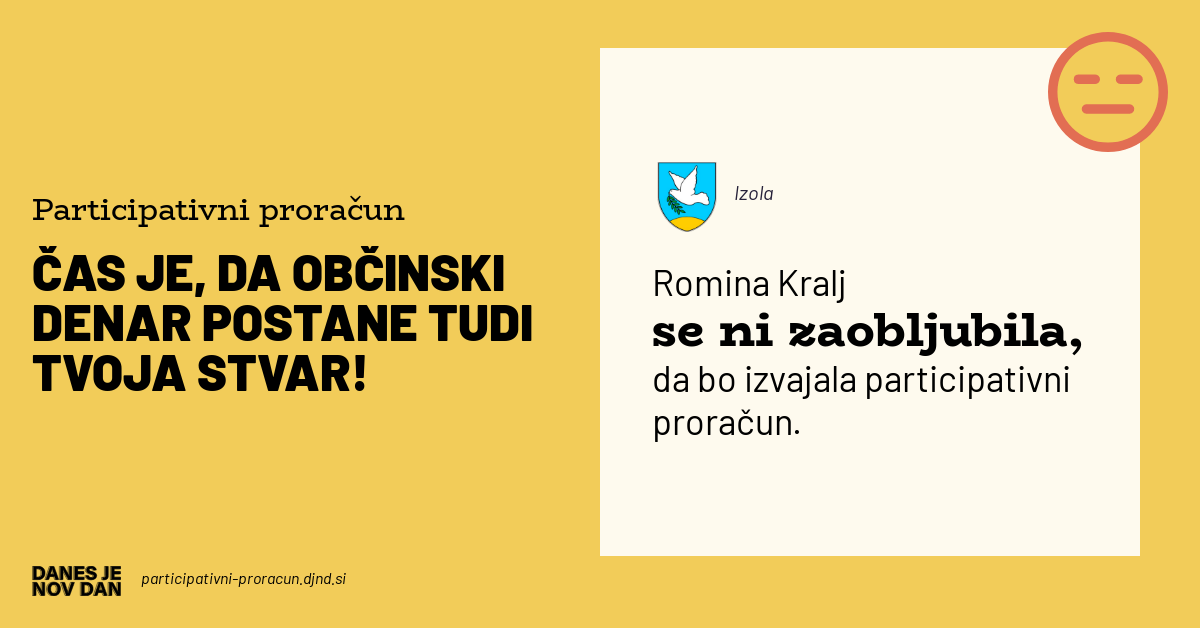 Participativni proračun
ČAS JE, DA OBČINSKI
DENAR POSTANE TUDI
TVOJA STVAR!
Izola
Romina Kralj
se ni zaobljubila,
da bo izvajala participativni
proračun.
DANES JE
NOV DAN
participativni-proracun.djnd.si